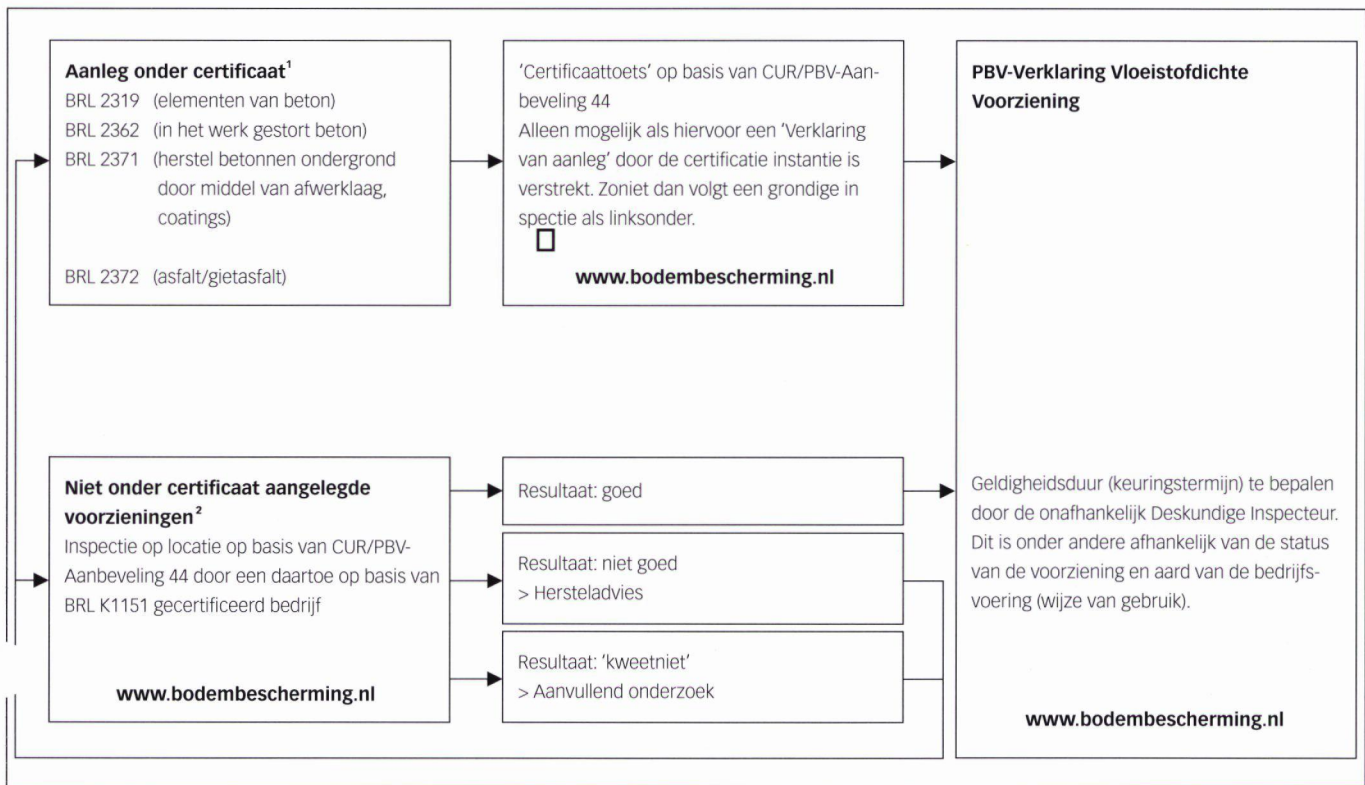 Aanleg onder certificaat¹
BRL 2319 (elementen van beton)
BRL 2362 (in het werk gestort beton)
BRL 2371 (herstel betonnen ondergrond
door middel van afwerklaag,
coatings)
BRL 2372 (asfalt/gietasfalt)
'Certificaattoets' op basis van CUR/PBV-Aan-
beveling 44
Alleen mogelijk als hiervoor een 'Verklaring
van aanleg' door de certificatie instantie is
verstrekt. Zoniet dan volgt een grondige in
spectie als linksonder.
www.bodembescherming.nl
PBV-Verklaring Vloeistofdichte
Voorziening
Niet onder certificaat aangelegde
voorzieningen²
Inspectie op locatie op basis van CUR/PBV-
Aanbeveling 44 door een daartoe op basis van
BRL K1151 gecertificeerd bedrijf
www.bodembescherming.nl
Resultaat: goed
Resultaat: niet goed
> Hersteladvies
Resultaat: 'kweetniet'
> Aanvullend onderzoek
Geldigheidsduur (keuringstermijn) te bepalen
door de onafhankelijk Deskundige Inspecteur.
Dit is onder andere afhankelijk van de status
van de voorziening en aard van de bedrijfs-
voering (wijze van gebruik).
www.bodembescherming.nl